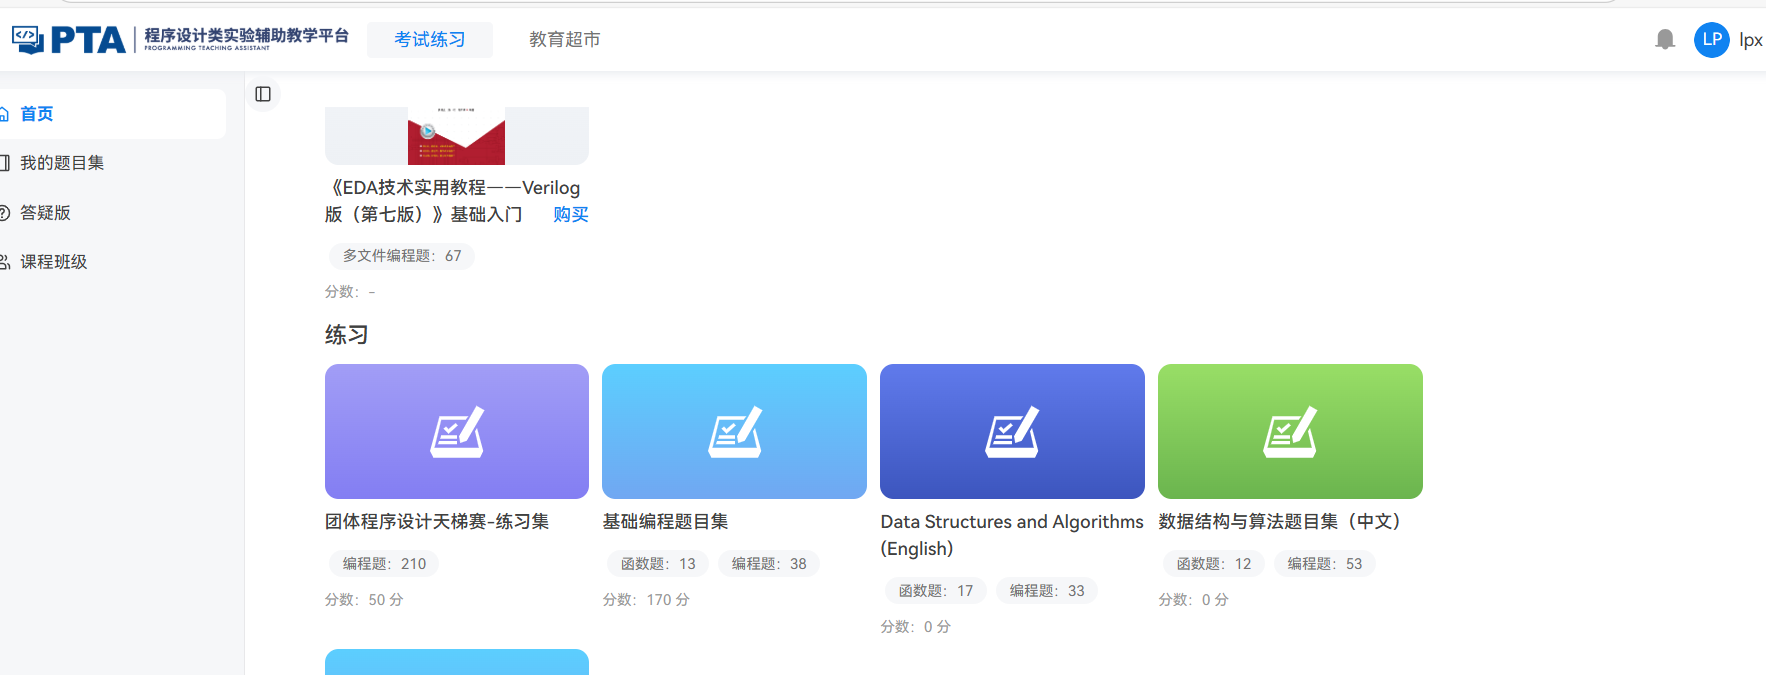 PTA 程序设计类实验辅助教学平台
PROGRAMMING TEACHING ASSISTANT
考试练习
教育超市
LP
lpx
首页
我的题目集
答疑版
课程班级
《EDA技术实用教程——Verilog
版（第七版）》基础入门 购买
多文件编程题：67
分数：-
练习
团体程序设计天梯赛-练习集
编程题：210
分数：50 分
基础编程题目集
函数题：13 编程题：38
分数：170 分
Data Structures and Algorithms
(English)
函数题：17 编程题：33
分数：0 分
数据结构与算法题目集（中文）
函数题：12 编程题：53
分数：0 分